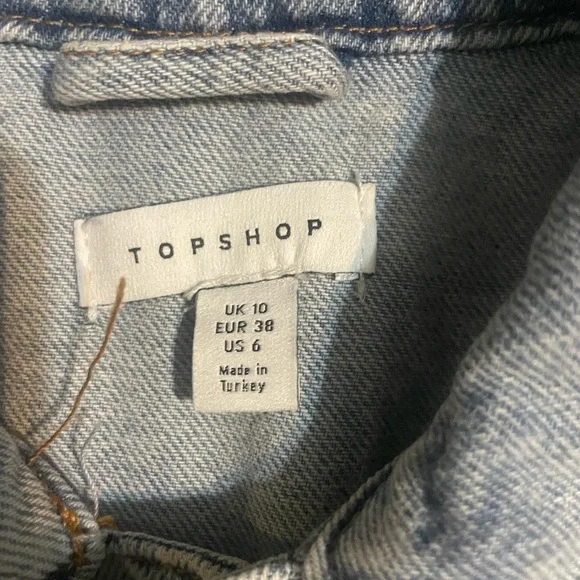 TOPSHOP
UK 10
EUR 38
US 6
Made in
Turkey